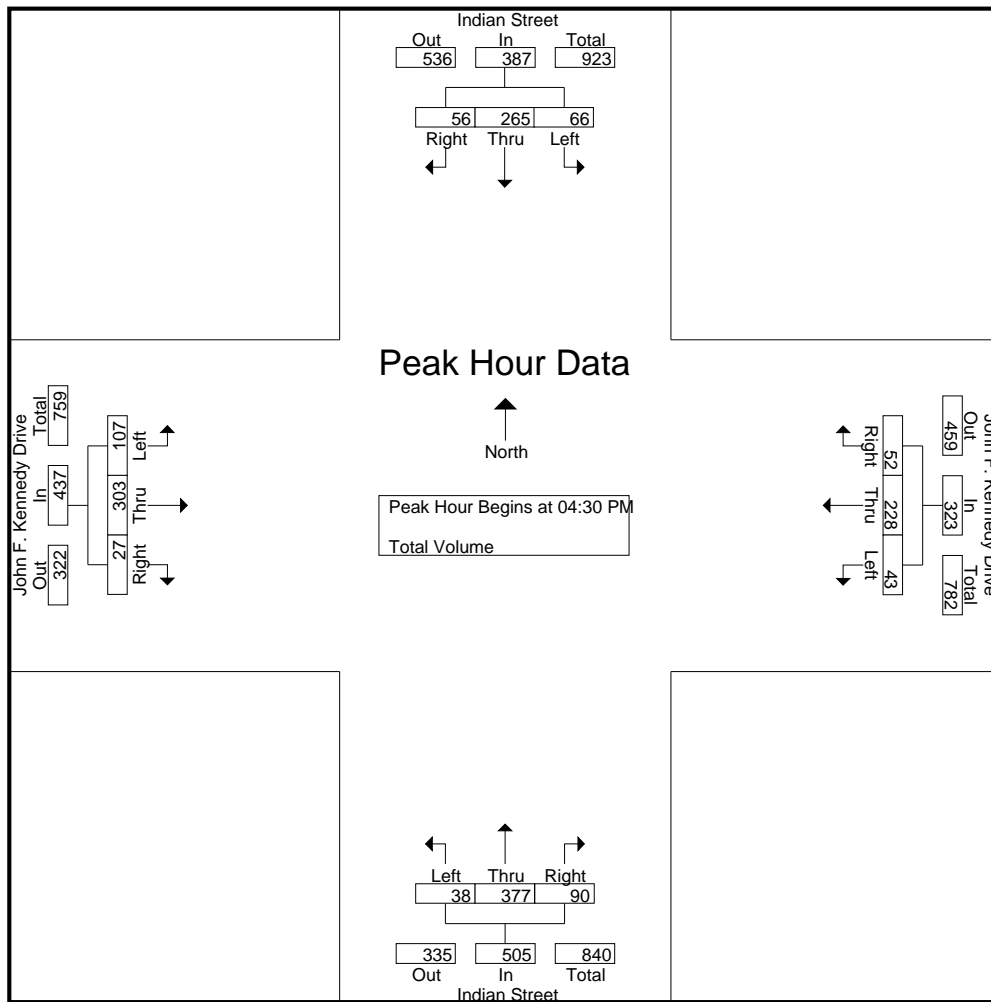 Indian Street
Out In Total
536 387 923
56 265 66
Right Thru Left
Peak Hour Data
North
Peak Hour Begins at 04:30 PM
Total Volume
John F. Kennedy Drive
Out In Total
322 437 759
27 303 107
Right Thru Left
John F. Kennedy Drive
Out In Total
459 323 782
52 228 43
Right Thru Left
Left Thru Right
38 377 90
335 505 840
Out In Total
Indian Street